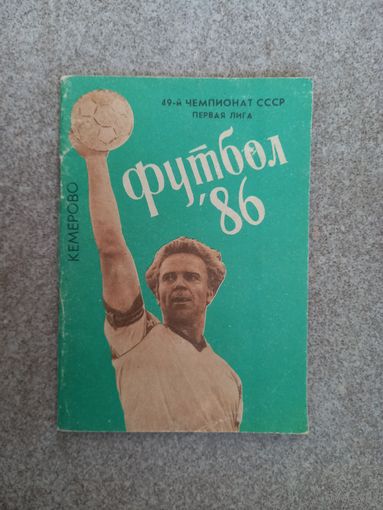 49-й ЧЕМПИОНАТ СССР
ПЕРВАЯ ЛИГА
футбол
'86
КЕМЕРОВО